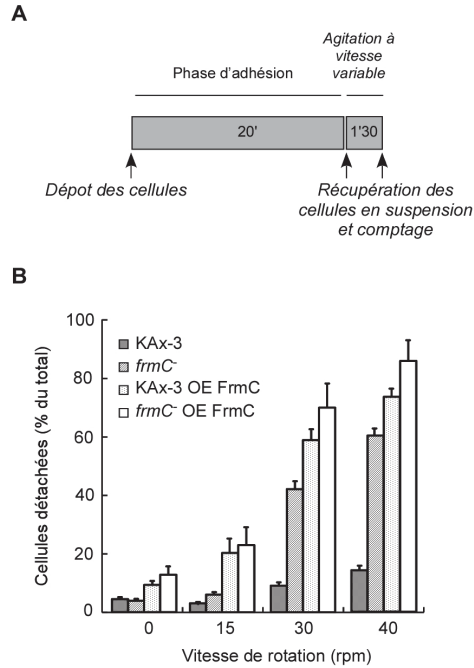 A
Phase d'adhésion
Agitation à
vitesse
variable
20'
1'30
Dépot des cellules
Récupération des
cellules en suspension
et comptage
B
Cellules détachées (% du total)
100
80
60
40
20
0
KAx-3
frmC-
KAx-3 OE FrmC
frmC- OE FrmC
0
15
30
40
Vitesse de rotation (rpm)